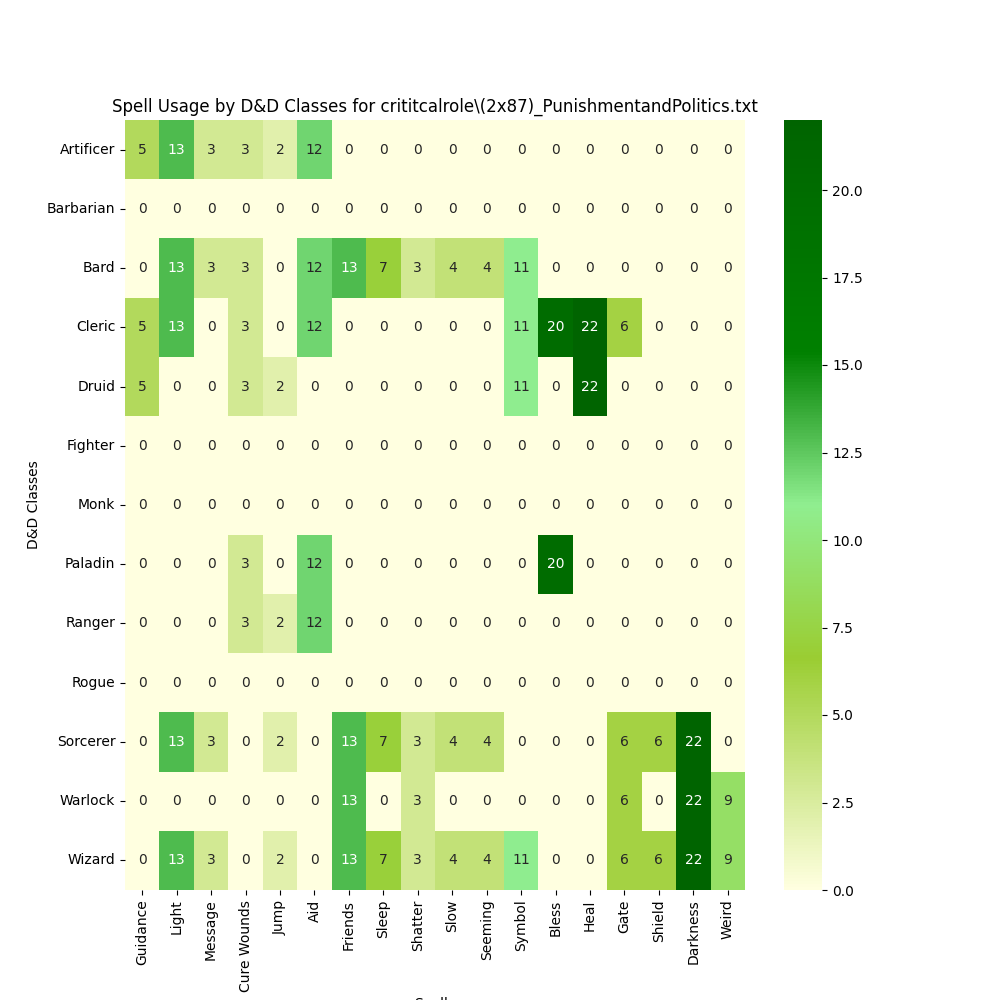 Spell Usage by D&D Classes for crititcalrole\(2x87)_PunishmentandPolitics.txt
Artificer 5 13 3 3 2 12 0 0 0 0 0 0 0 0 0 0 0 0
Barbarian 0 0 0 0 0 0 0 0 0 0 0 0 0 0 0 0 0 0
Bard 0 13 3 3 0 12 13 7 3 4 4 11 0 0 0 0 0 0
Cleric 5 13 0 3 0 12 0 0 0 0 0 11 20 22 6 0 0 0
Druid 5 0 0 3 2 0 0 0 0 0 0 11 0 22 0 0 0 0
Fighter 0 0 0 0 0 0 0 0 0 0 0 0 0 0 0 0 0 0
Monk 0 0 0 0 0 0 0 0 0 0 0 0 0 0 0 0 0 0
Paladin 0 0 0 3 0 12 0 0 0 0 0 0 20 0 0 0 0 0
Ranger 0 0 0 3 2 12 0 0 0 0 0 0 0 0 0 0 0 0
Rogue 0 0 0 0 0 0 0 0 0 0 0 0 0 0 0 0 0 0
Sorcerer 0 13 3 0 2 0 13 7 3 4 4 0 0 0 6 6 22 0
Warlock 0 0 0 0 0 0 13 0 3 0 0 0 0 0 6 0 22 9
Wizard 0 13 3 0 2 0 13 7 3 4 4 11 0 0 6 6 22 9
D&D Classes
Guidance
Light
Message
Cure Wounds
Jump
Aid
Friends
Sleep
Shatter
Slow
Seeming
Symbol
Bless
Heal
Gate
Shield
Darkness
Weird
20.0
17.5
15.0
12.5
10.0
7.5
5.0
2.5
0.0